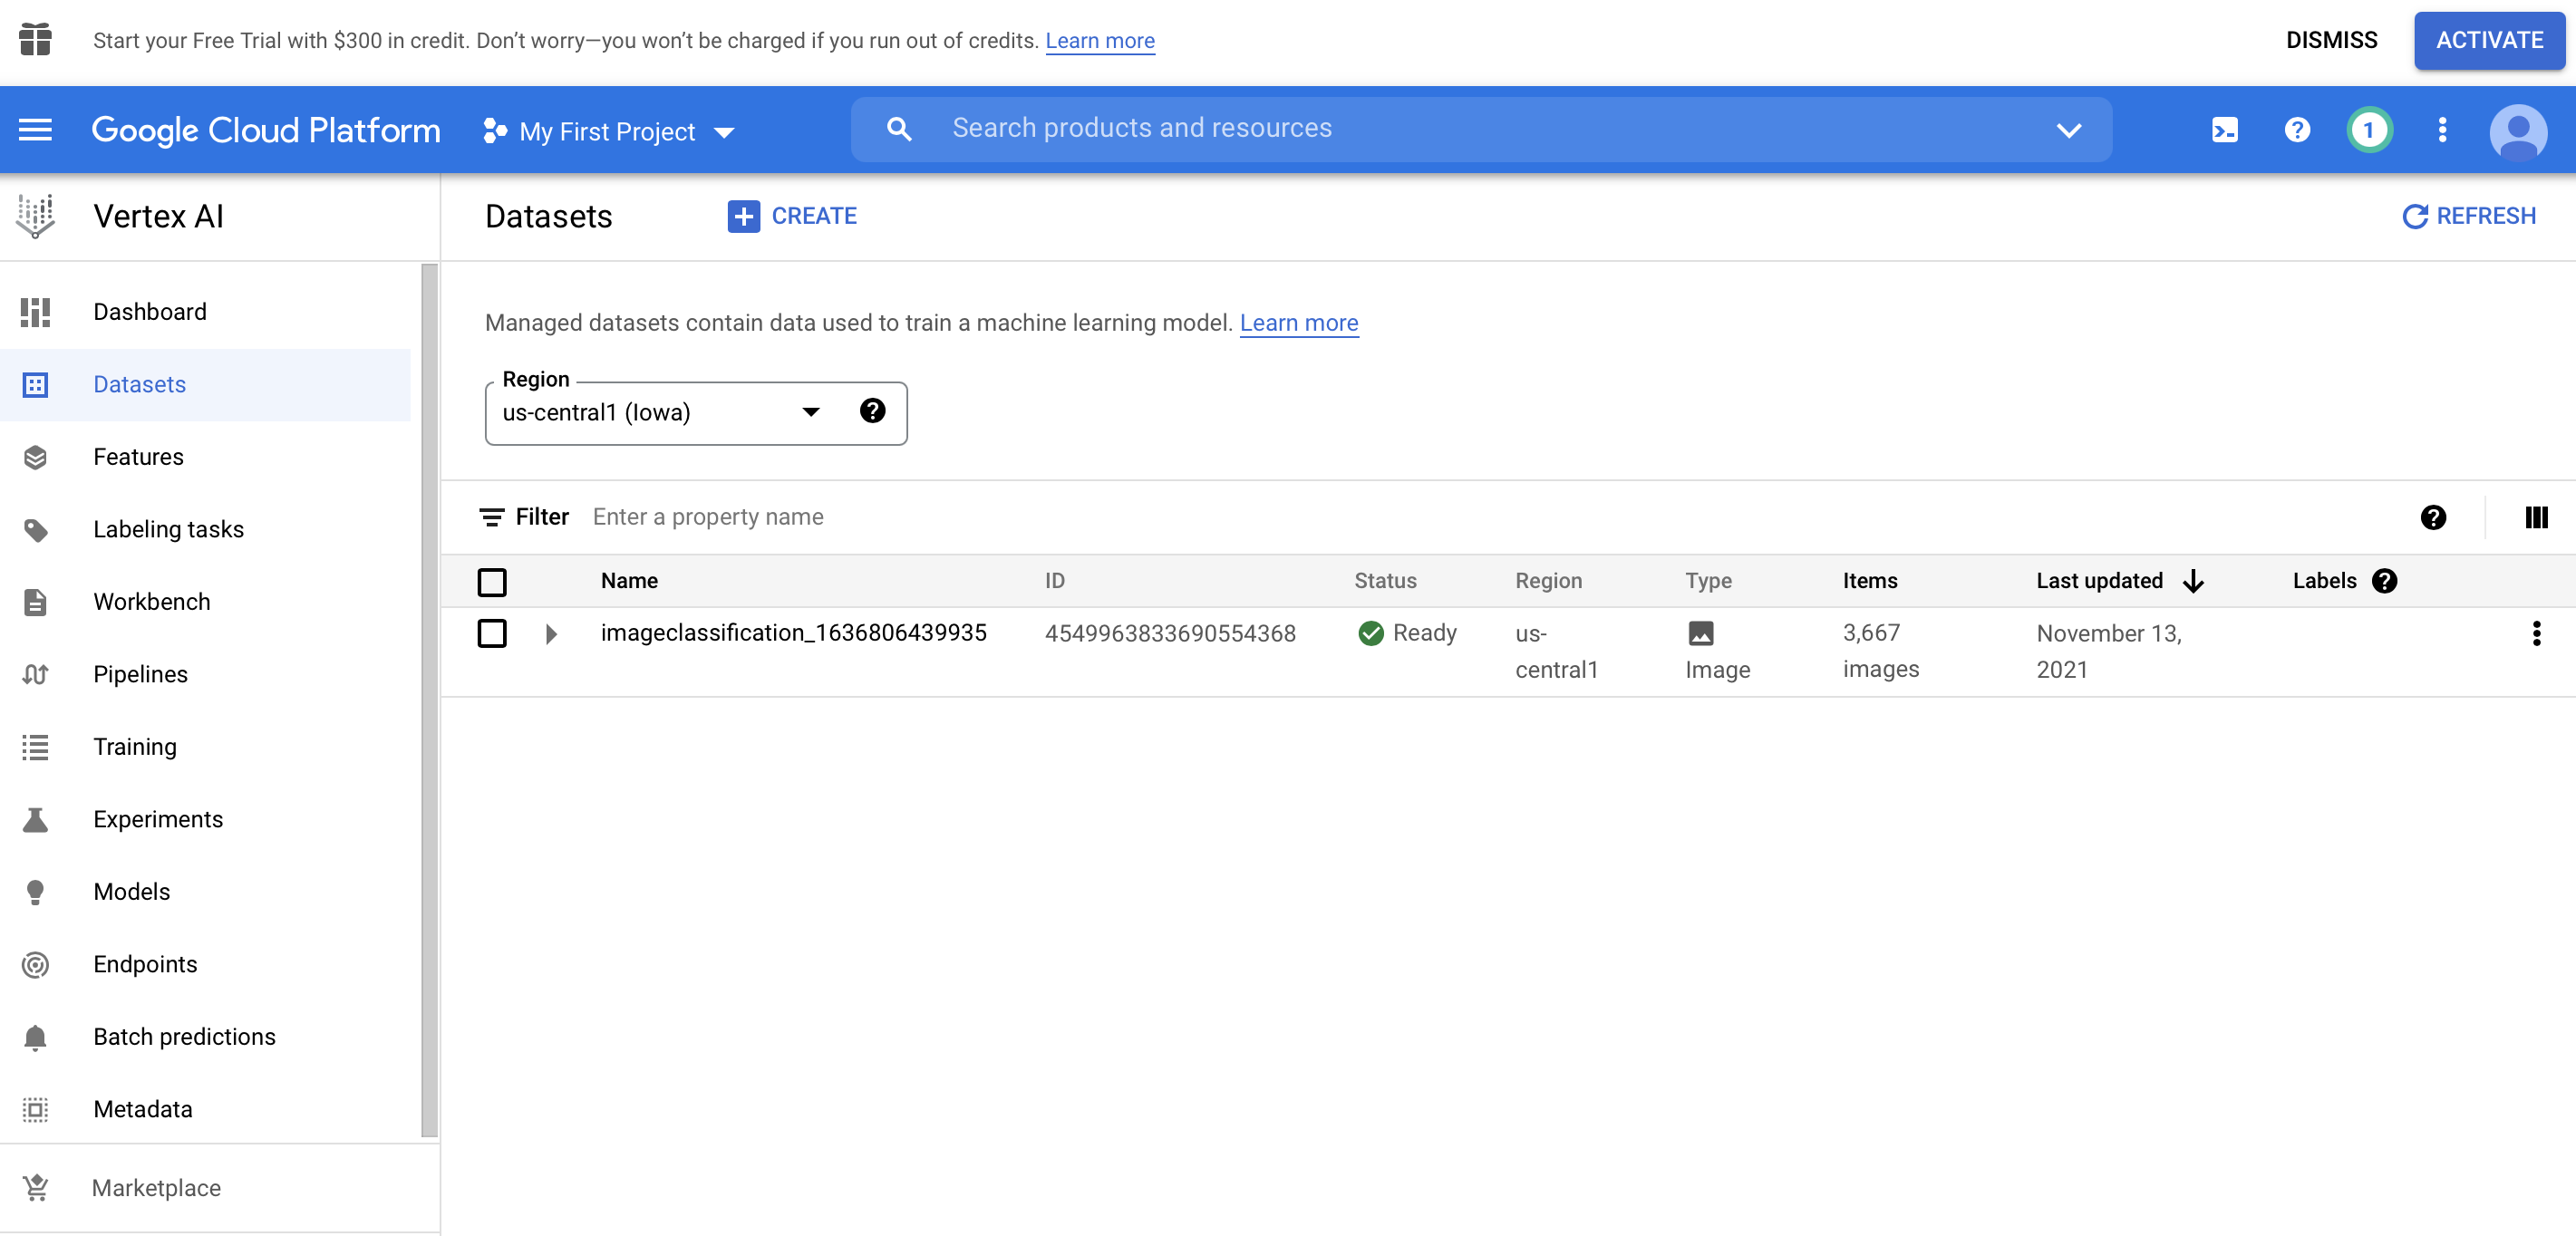 Start your Free Trial with $300 in credit. Don’t worry—you won’t be charged if you run out of credits. Learn more
DISMISS
ACTIVATE
Google Cloud Platform
My First Project
Search products and resources
1
Vertex AI
Datasets
CREATE
REFRESH
Dashboard
Datasets
Features
Labeling tasks
Workbench
Pipelines
Training
Experiments
Models
Endpoints
Batch predictions
Metadata
Marketplace
Managed datasets contain data used to train a machine learning model. Learn more
Region
us-central1 (Iowa)
Filter Enter a property name
Name ID Status Region Type Items Last updated Labels
imageclassification_1636806439935 4549963833690554368 Ready us-central1 Image 3,667 images November 13, 2021